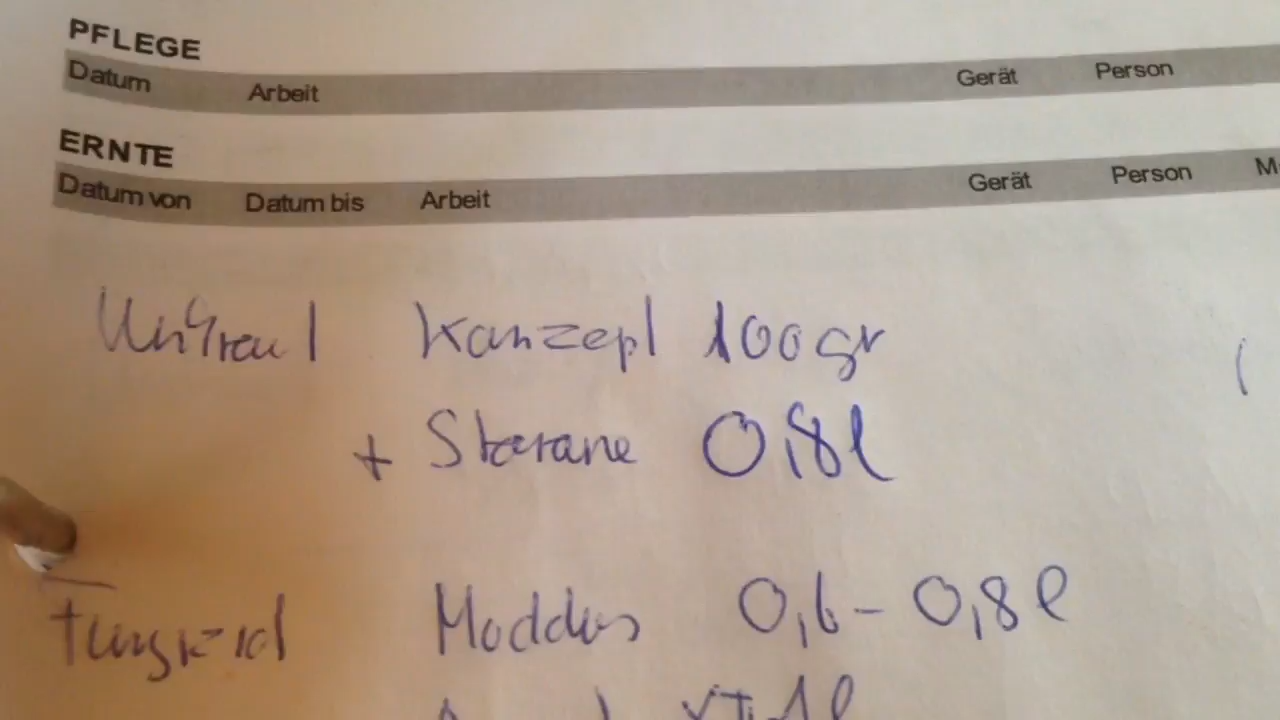 PFLEGE
Datum Arbeit Gerät Person
ERNTE
Datum von Datum bis Arbeit Gerät Person M
Unkraut Konzept 100gr
+ Starane 0,8l
Fungizid Moddus 0,6 - 0,8l